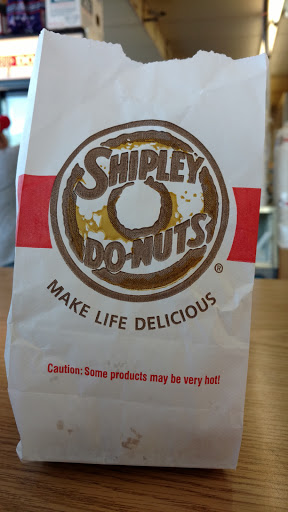 SHIPLEY
DO-NUTS
®
MAKE LIFE DELICIOUS
Caution: Some products may be very hot!